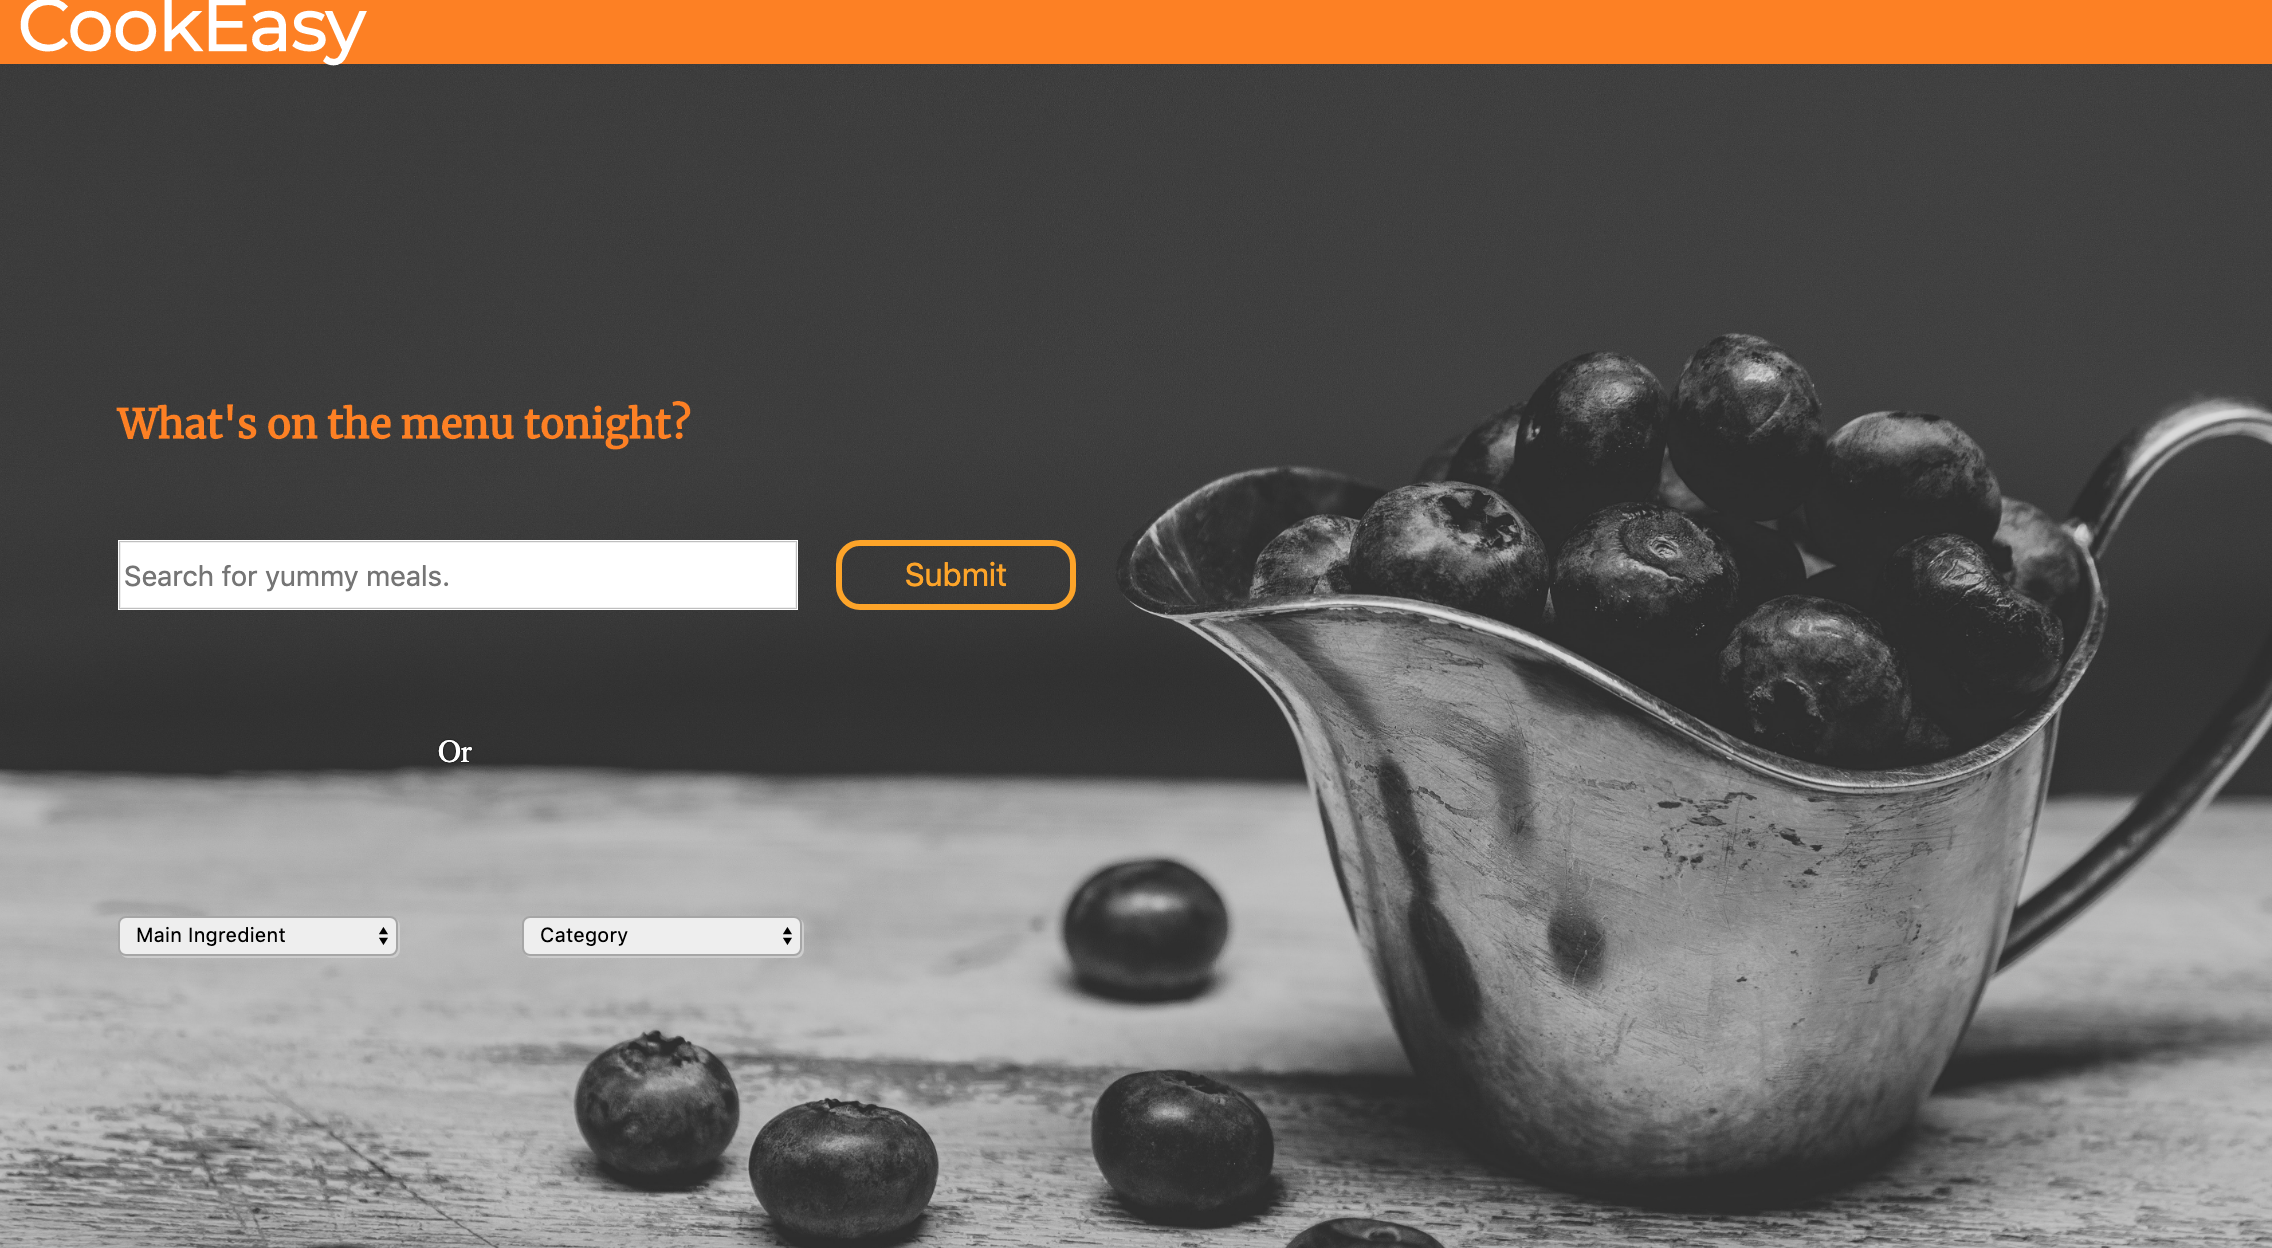 CookEasy
What's on the menu tonight?
Search for yummy meals.
Submit
Or
Main Ingredient
Category